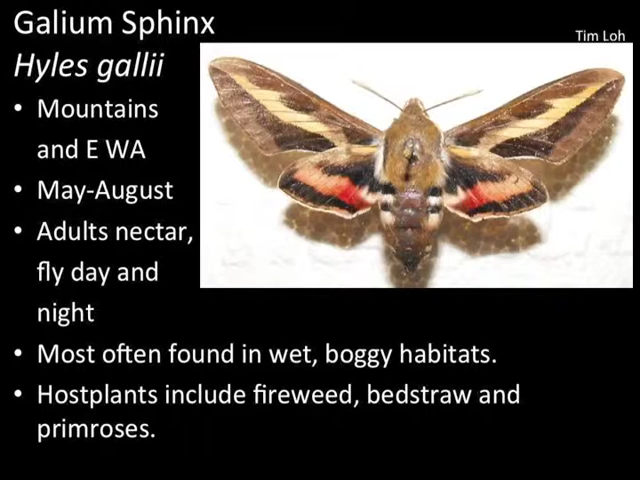 Galium Sphinx
Tim Loh
Hyles gallii
• Mountains
and E WA
• May-August
• Adults nectar,
fly day and
night
• Most often found in wet, boggy habitats.
• Hostplants include fireweed, bedstraw and
primroses.